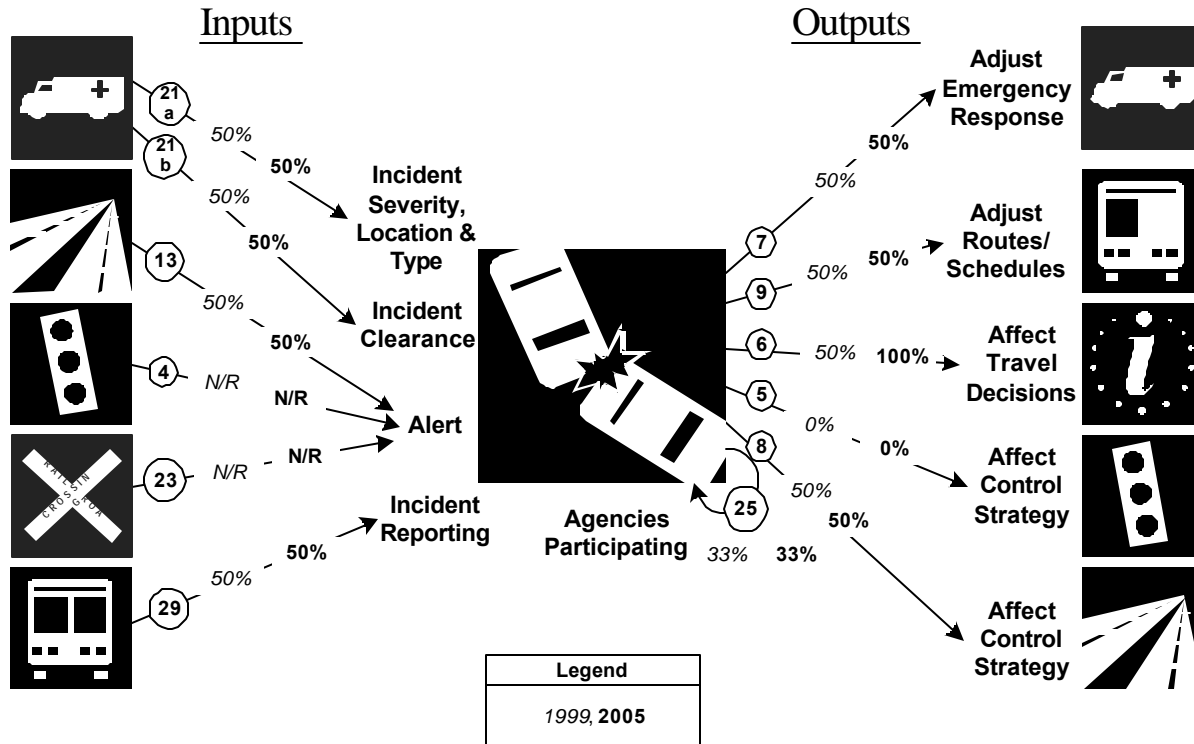 Inputs
Outputs
21
a
50%
50%
21
b
50%
50%
Incident
Severity,
Location &
Type
13
50%
50%
Incident
Clearance
4
N/R
N/R
Alert
23
N/R
N/R
RAIL
CROSSIN
GROA
29
50%
50%
Incident
Reporting
Agencies
Participating
25
33%
33%
7
50%
50%
Adjust
Emergency
Response
9
50%
50%
Adjust
Routes/
Schedules
6
50%
100%
Affect
Travel
Decisions
i
5
0%
0%
Affect
Control
Strategy
8
50%
50%
Affect
Control
Strategy
Legend
1999, 2005